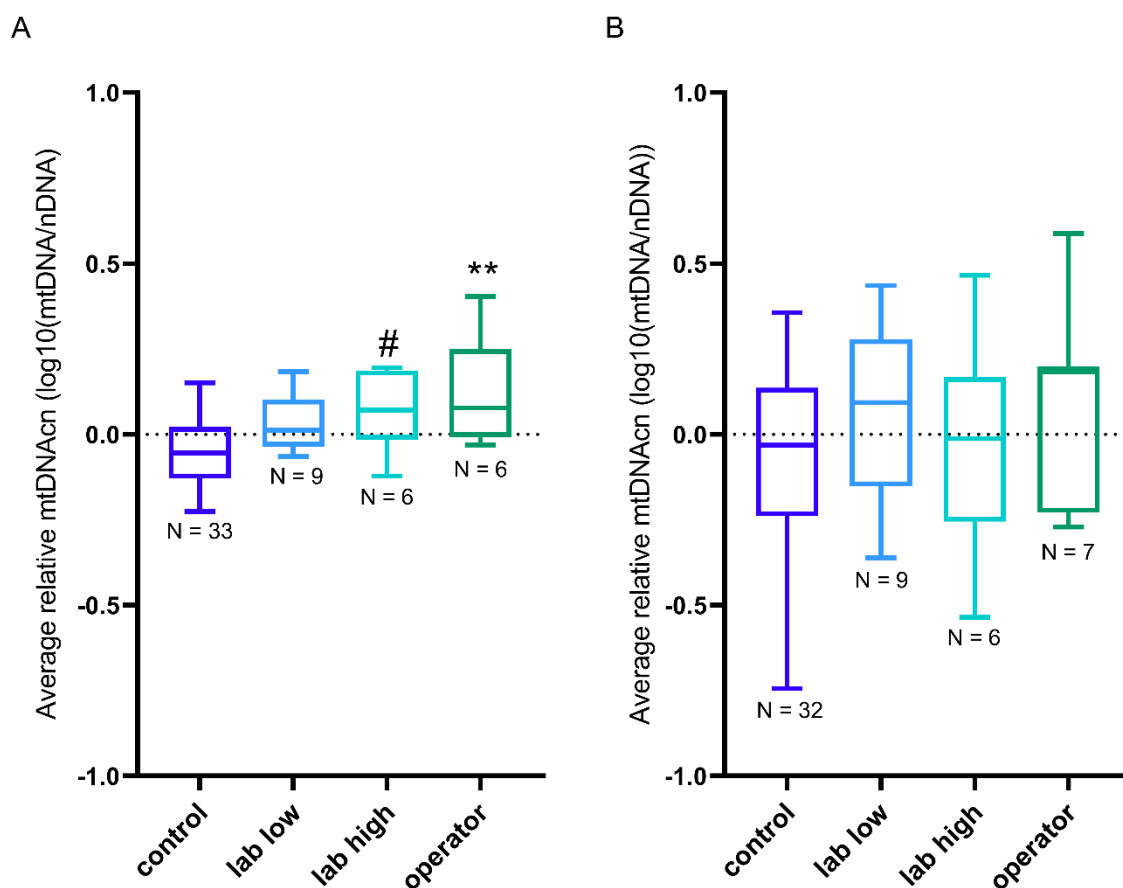 A
Average relative mtDNAcn (log10(mtDNA/nDNA)
1.0
0.5
0.0
-0.5
-1.0
#
**
N = 33
N = 9
N = 6
N = 6
control
lab low
lab high
operator
B
Average relative mtDNAcn (log10(mtDNA/nDNA))
1.0
0.5
0.0
-0.5
-1.0
N = 32
N = 9
N = 6
N = 7
control
lab low
lab high
operator